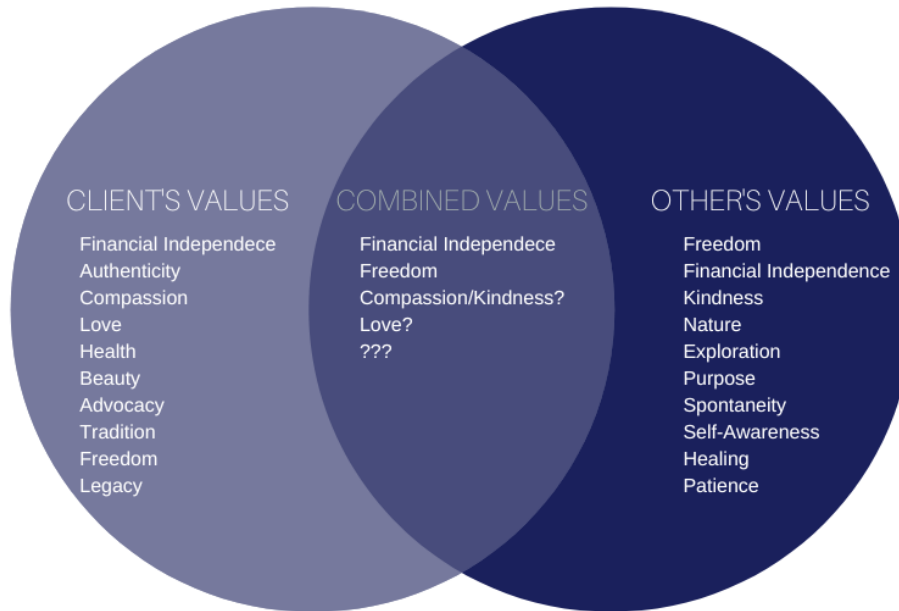 CLIENT'S VALUES
Financial Independece
Authenticity
Compassion
Love
Health
Beauty
Advocacy
Tradition
Freedom
Legacy
COMBINED VALUES
Financial Independece
Freedom
Compassion/Kindness?
Love?
???
OTHER'S VALUES
Freedom
Financial Independence
Kindness
Nature
Exploration
Purpose
Spontaneity
Self-Awareness
Healing
Patience